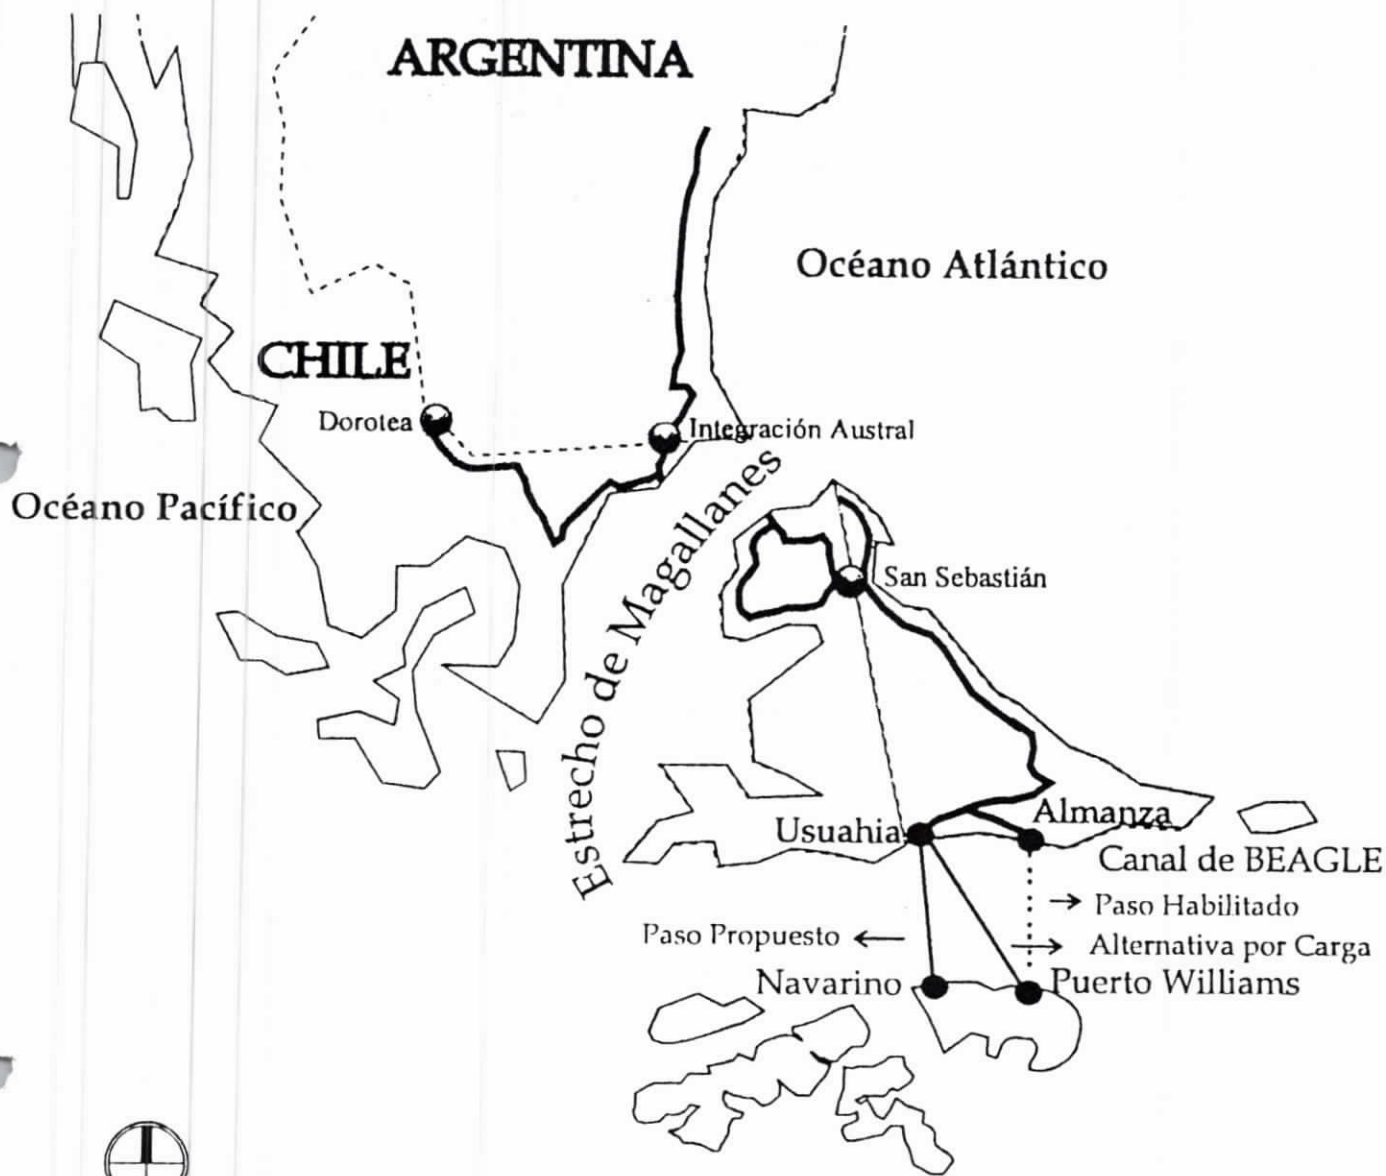 ARGENTINA
Océano Atlántico
CHILE
Dorotea
Integración Austral
Océano Pacífico
Estrecho de Magallanes
San Sebastián
Almanza
Usuahia
Canal de BEAGLE
Paso Habilitado
Paso Propuesto
Alternativa por Carga
Navarino
Puerto Williams